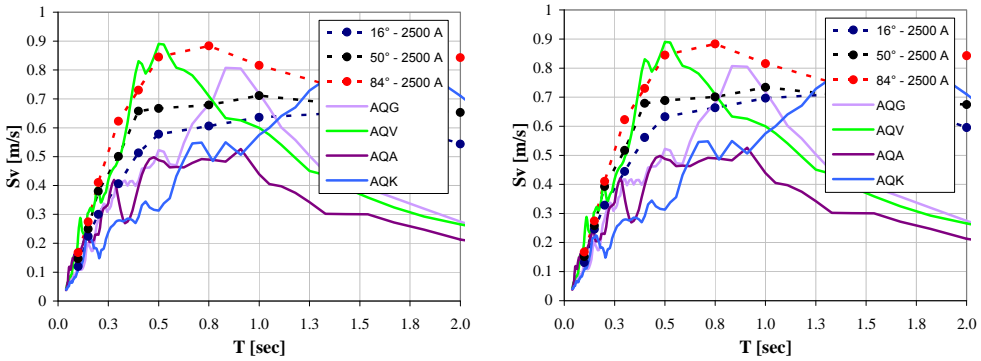 1
0.9
0.8
0.7
0.6
0.5
0.4
0.3
0.2
0.1
0
Sv [m/s]
0.0 0.3 0.5 0.8 1.0 1.3 1.5 1.8 2.0
T [sec]
16° - 2500 A
50° - 2500 A
84° - 2500 A
AQG
AQV
AQA
AQK
1
0.9
0.8
0.7
0.6
0.5
0.4
0.3
0.2
0.1
0
Sv [m/s]
0.0 0.3 0.5 0.8 1.0 1.3 1.5 1.8 2.0
T [sec]
16° - 2500 A
50° - 2500 A
84° - 2500 A
AQG
AQV
AQA
AQK